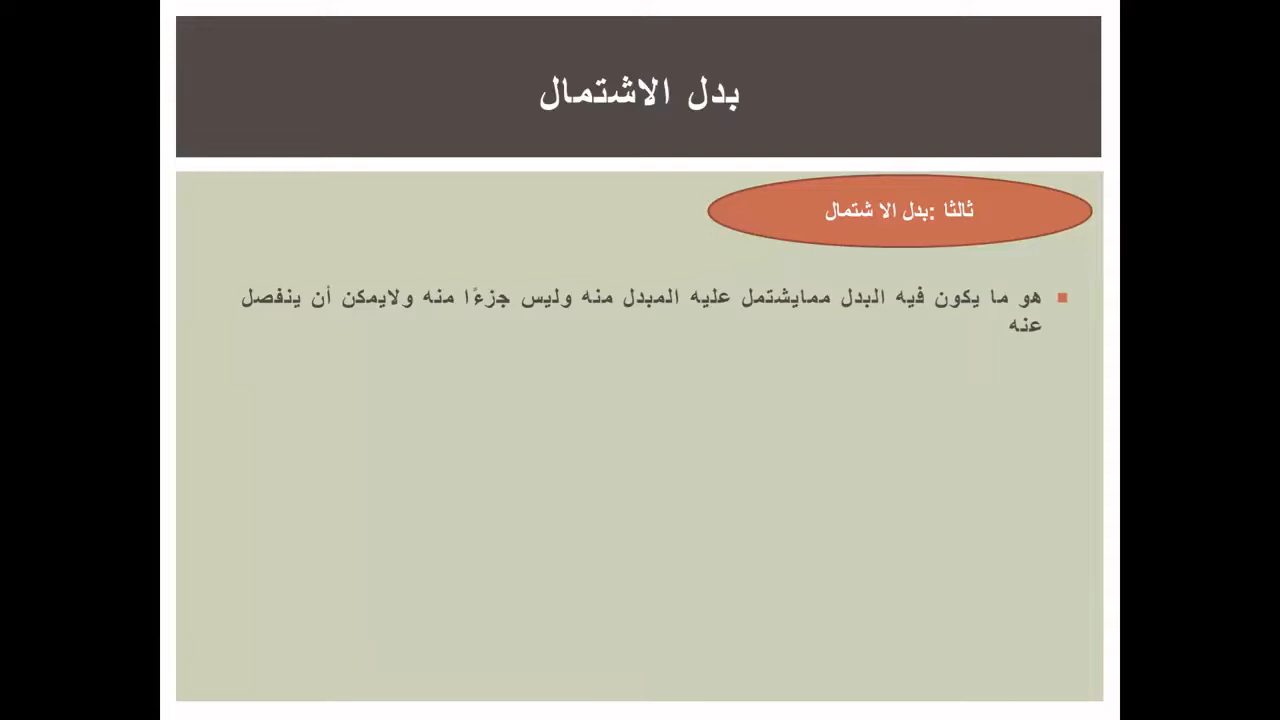 بدل الاشتمال
ثالثا :بدل الا شتمال
هو ما يكون فيه البدل ممايشتمل عليه المبدل منه وليس جزءًا منه ولايمكن أن ينفصل
عنه